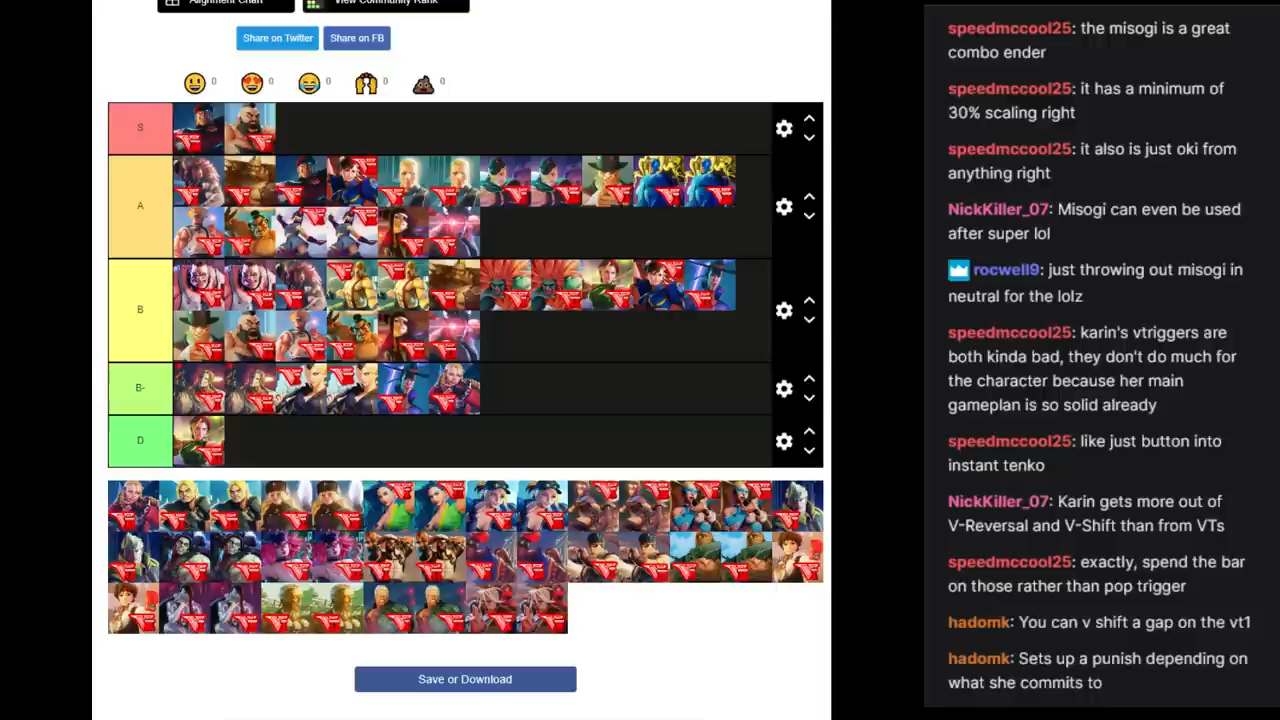 Alignment Chart
View Community Rank
Share on Twitter
Share on FB
0
0
0
0
0
S
A
B
B-
D
Save or Download
speedmccool25: the misogi is a great
combo ender
speedmccool25: it has a minimum of
30% scaling right
speedmccool25: it also is just oki from
anything right
NickKiller_07: Misogi can even be used
after super lol
rocwell9: just throwing out misogi in
neutral for the lolz
speedmccool25: karin's vtriggers are
both kinda bad, they don't do much for
the character because her main
gameplan is so solid already
speedmccool25: like just button into
instant tenko
NickKiller_07: Karin gets more out of
V-Reversal and V-Shift than from VTs
speedmccool25: exactly, spend the bar
on those rather than pop trigger
hadomk: You can v shift a gap on the vt1
hadomk: Sets up a punish depending on
what she commits to